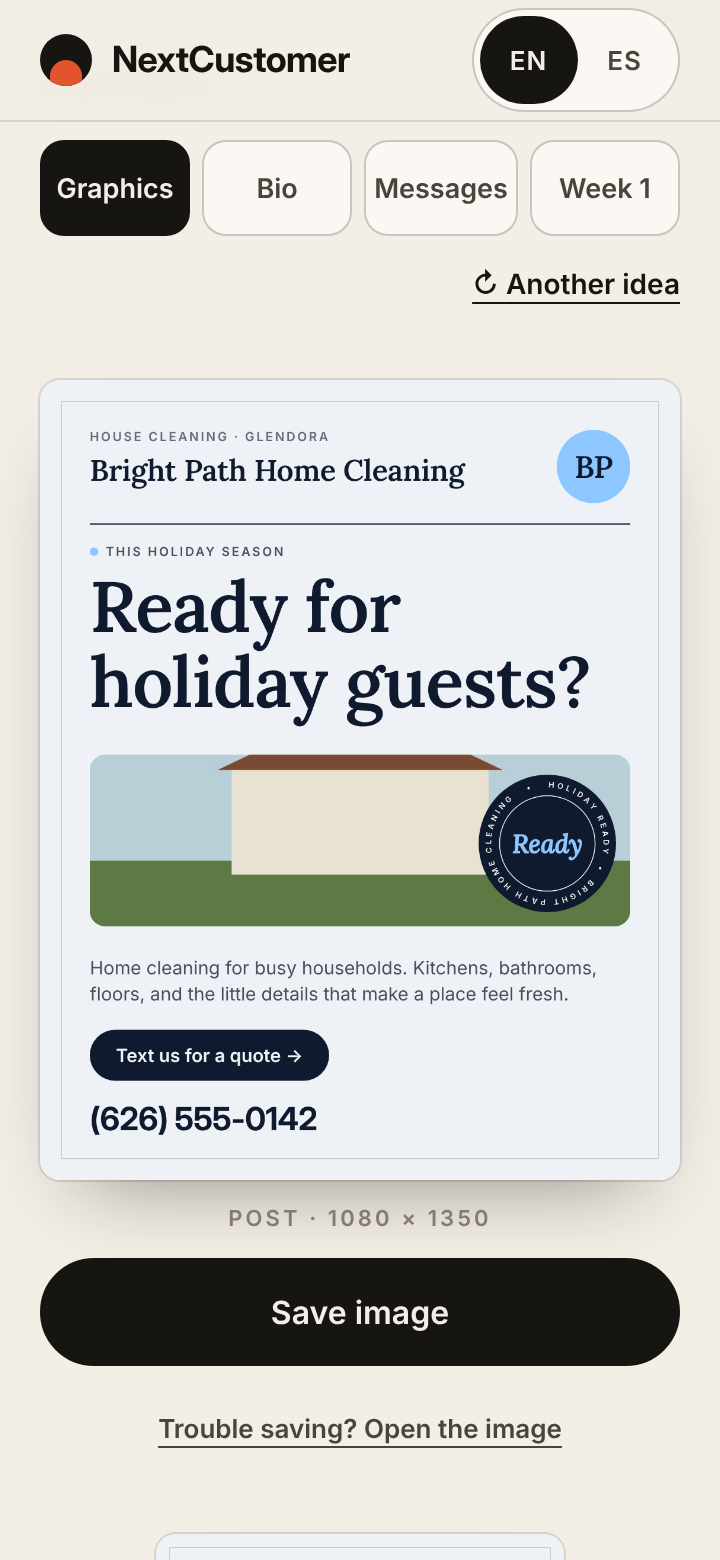 NextCustomer
EN
ES
Graphics
Bio
Messages
Week 1
↻ Another idea
HOUSE CLEANING · GLENDORA
Bright Path Home Cleaning
BP
THIS HOLIDAY SEASON
Ready for
holiday guests?
HOLIDAY READY • BRIGHT PATH HOME CLEANING •
Ready
Home cleaning for busy households. Kitchens, bathrooms,
floors, and the little details that make a place feel fresh.
Text us for a quote →
(626) 555-0142
POST · 1080 × 1350
Save image
Trouble saving? Open the image